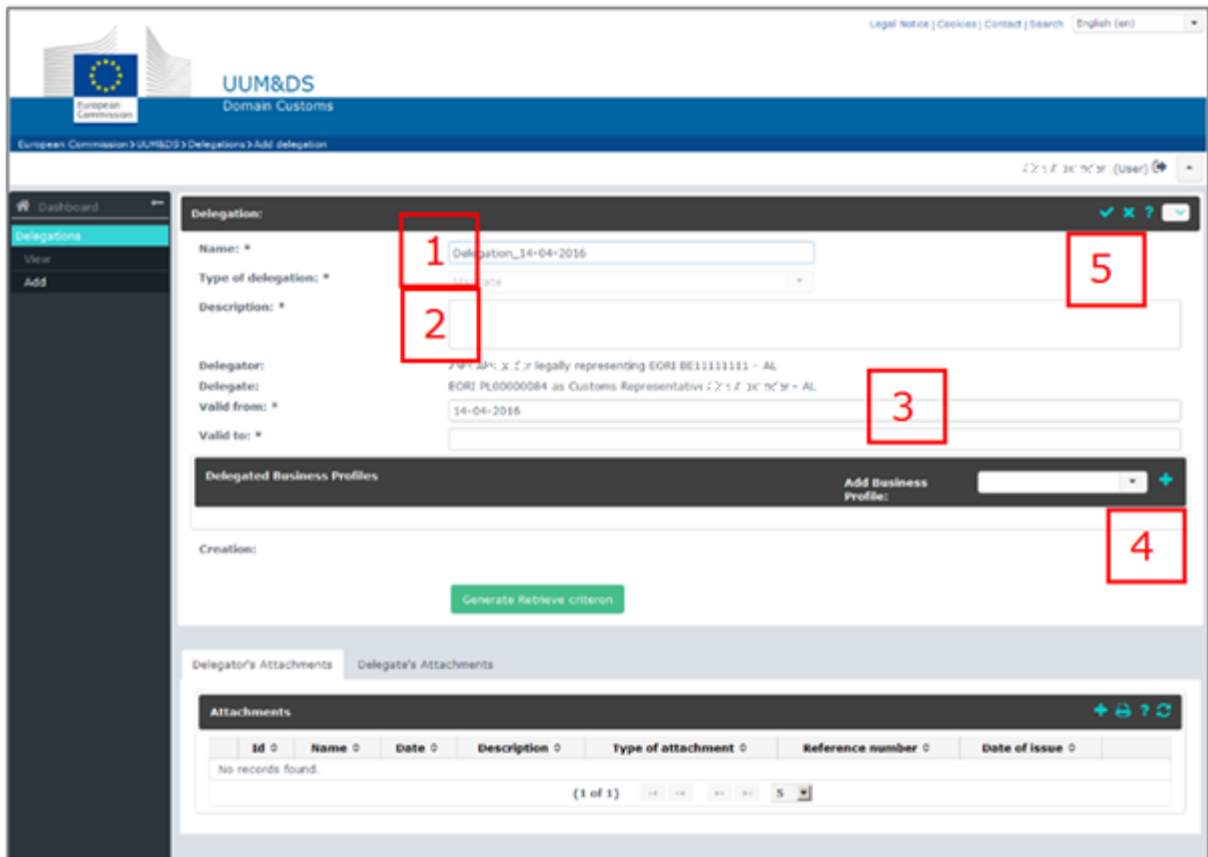 Legal Notice | Cookies | Contact | Search English (en)
European
Commission
UUM&DS
Domain Customs
European Commission > UUM&DS > Delegations > Add delegation
(User)
Dashboard
Delegations
View
Add
Delegation:
Name: * Delegation_14-04-2016
1
Type of delegation: *
Description: *
2
5
Delegator: legally representing EORI BE11111111 - AL
Delegate: EORI PL00000084 as Customs Representative - AL
Valid from: * 14-04-2016
3
Valid to: *
Delegated Business Profiles
Add Business
Profile:
4
Creation:
Generate Retrieve criteron
Delegator's Attachments Delegate's Attachments
Attachments
Id Name Date Description Type of attachment Reference number Date of issue
No records found.
(1 of 1) 5